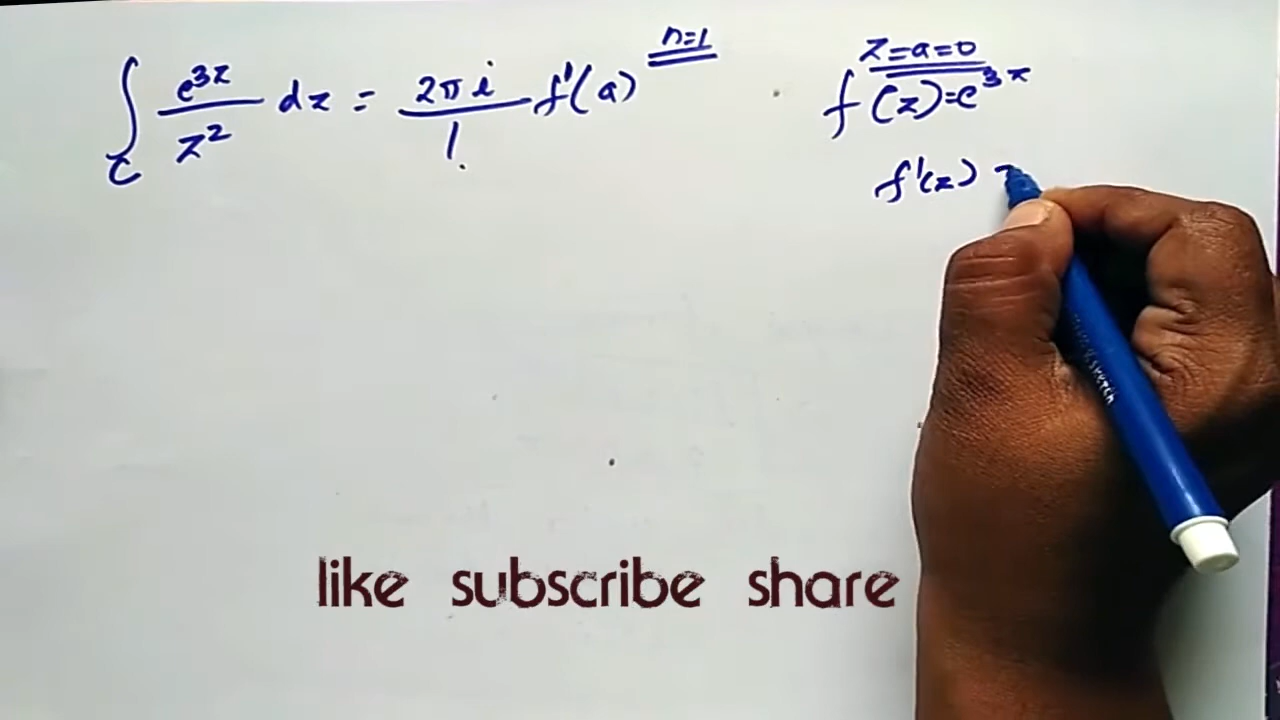 ∫_C e^{3z}/z^2 dz = 2πi/1! f'(a)
n=1
z=a=0
f(z)=e^{3z}
f'(z) =
like subscribe share